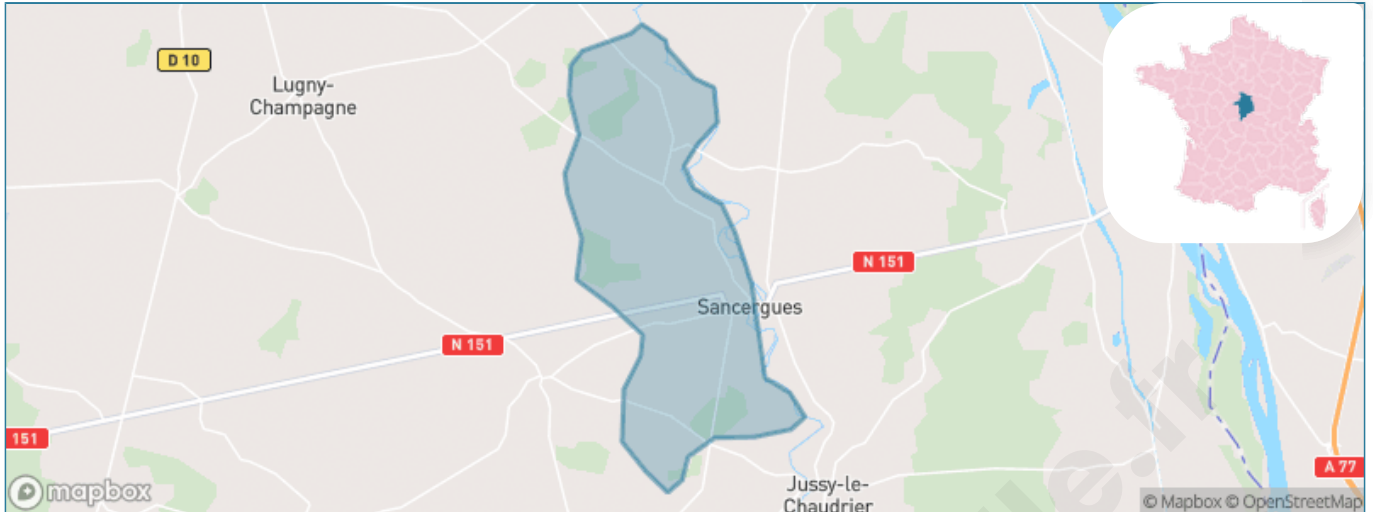 D 10
Lugny-
Champagne
N 151
Sancergues
N 151
151
A 77
Jussy-le-
Chaudrier
mapbox
© Mapbox © OpenStreetMap